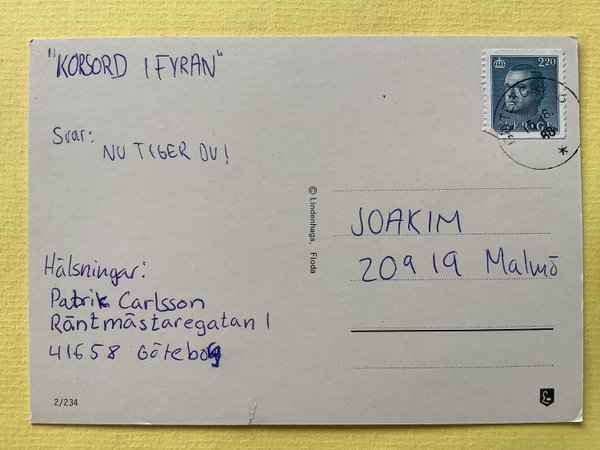 "KORSORD I FYRAN"
Svar:
NU TIGER DU!
Hälsningar:
Patrik Carlsson
Räntmästaregatan 1
41658 Göteborg
2/234
© Lindenhags, Floda
2.20
SVERIGE
JOAKIM
20919 Malmö